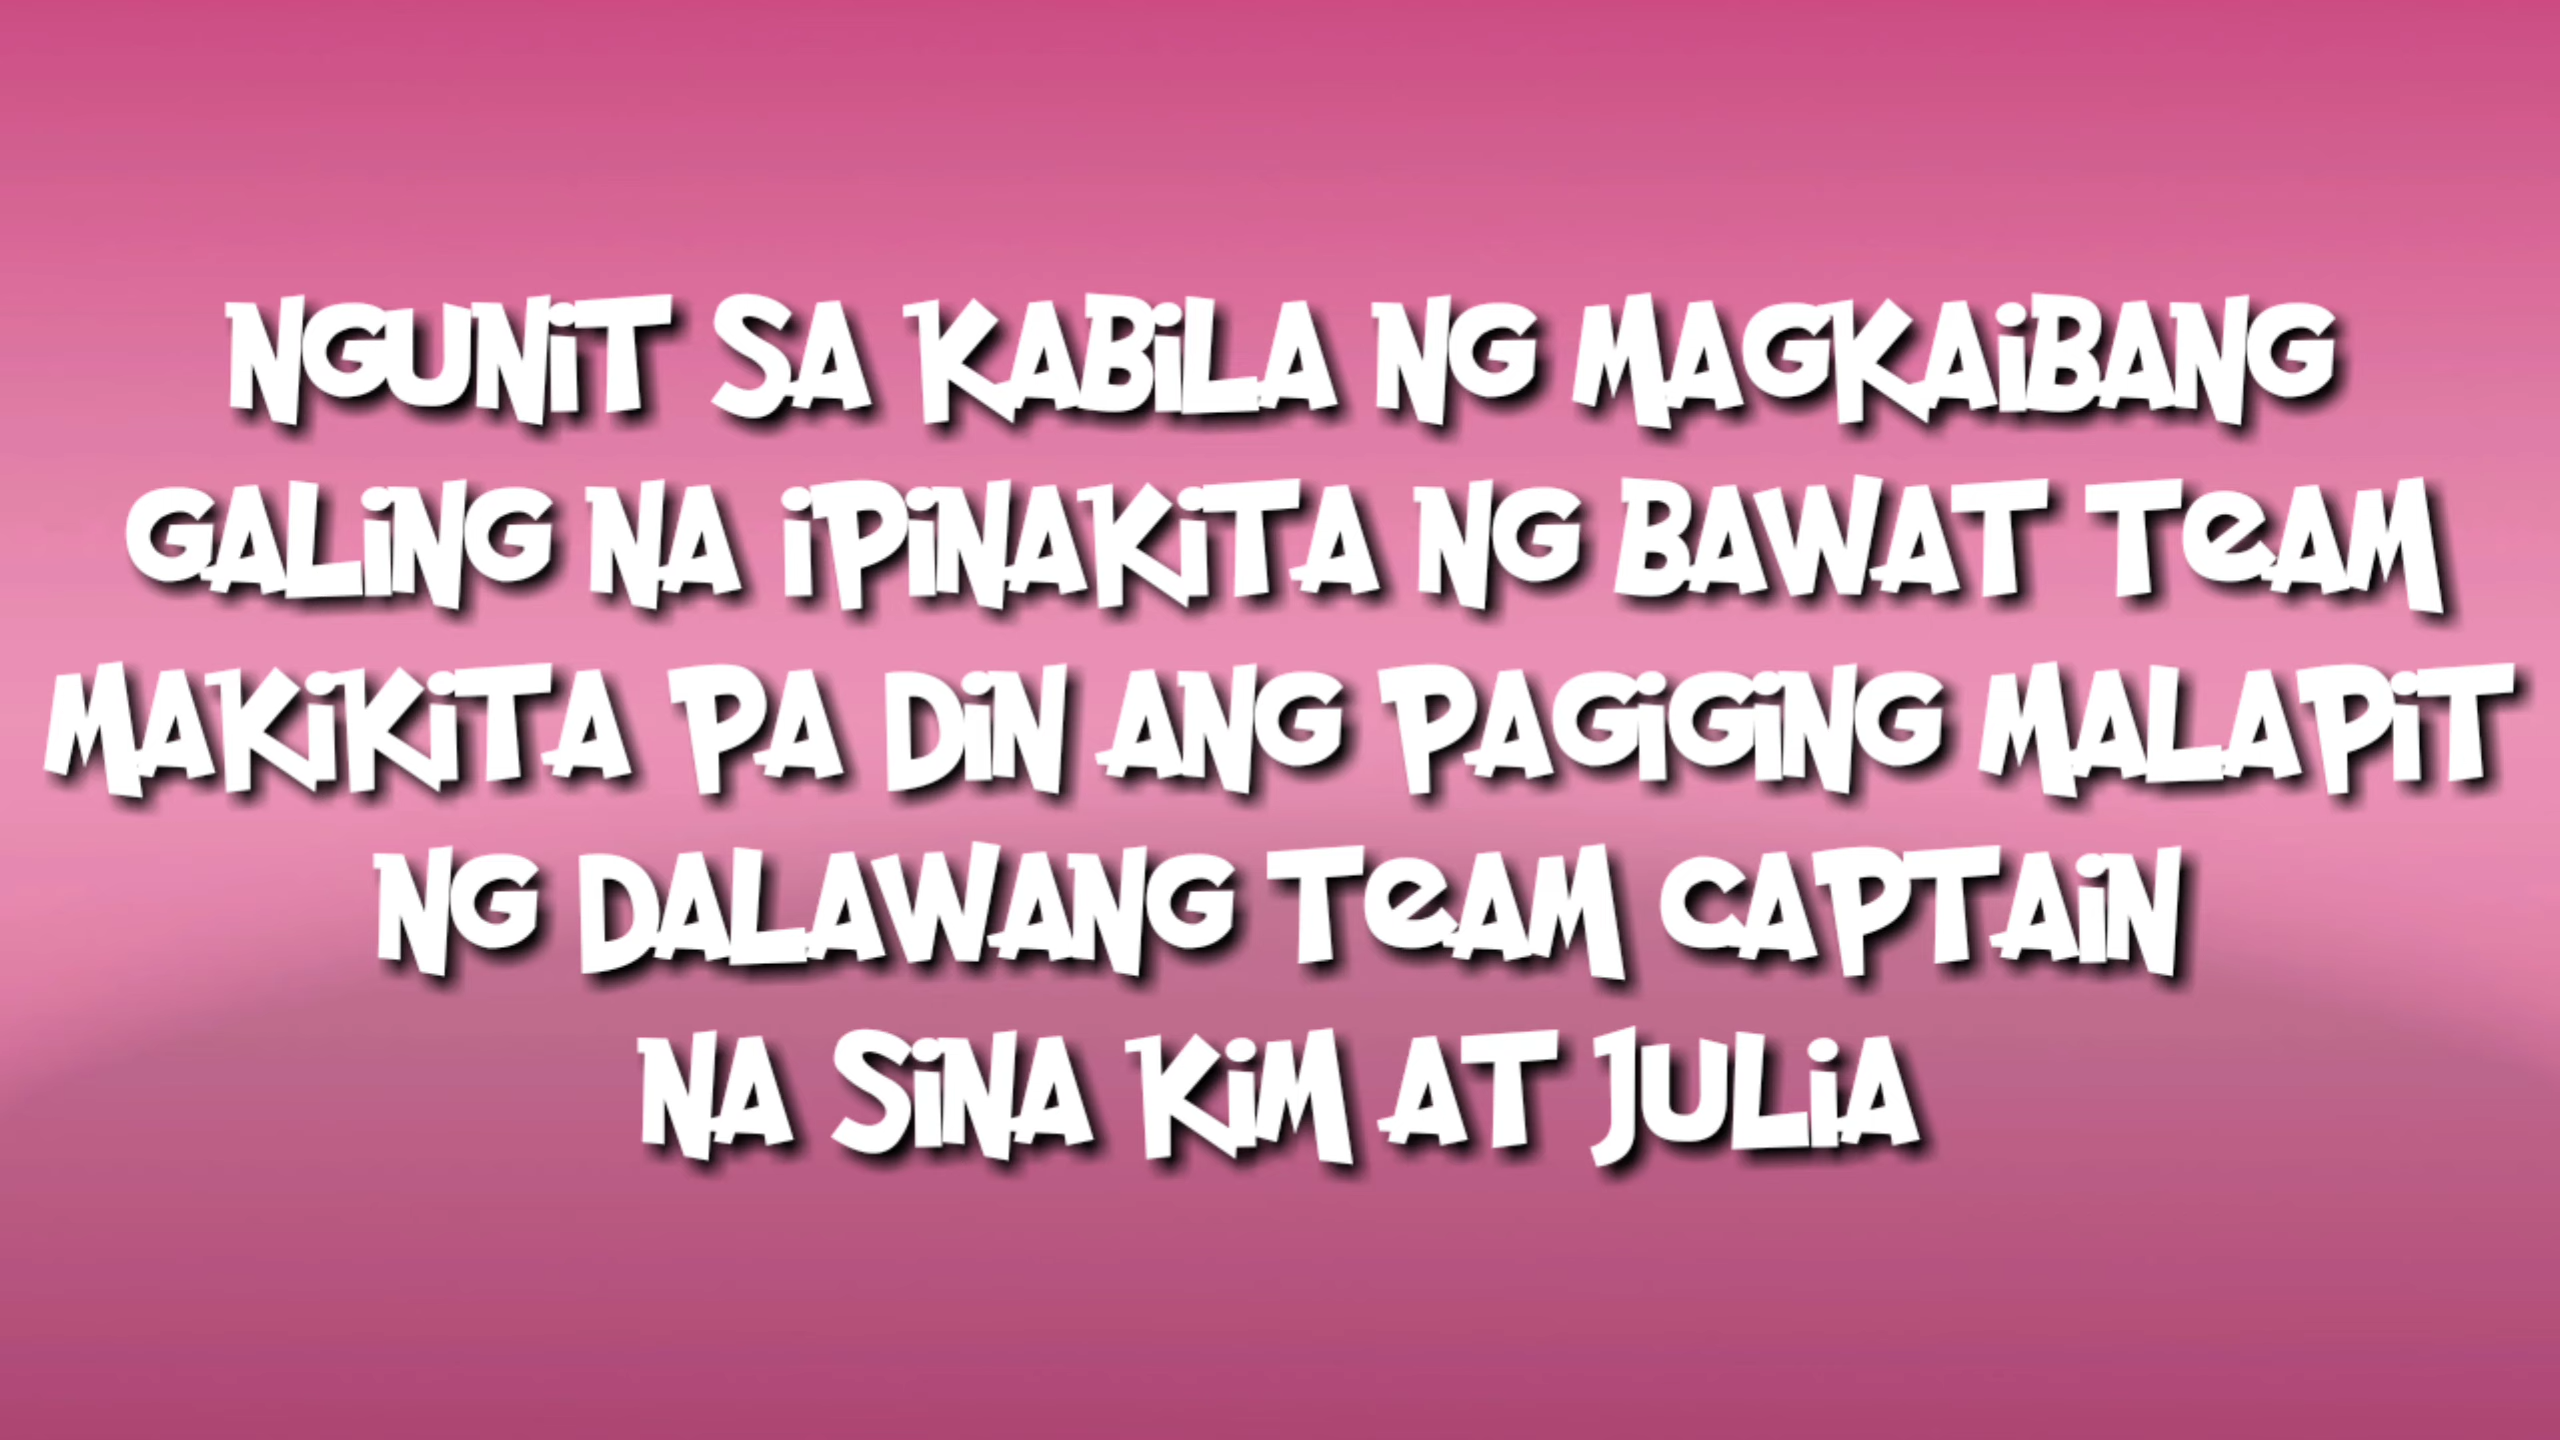 NGUNIT SA KABILA NG MAGKAIBANG
GALING NA IPINAKITA NG BAWAT TEAM
MAKIKITA PA DIN ANG PAGIGING MALAPIT
NG DALAWANG TEAM CAPTAIN
NA SINA KIM AT JULIA